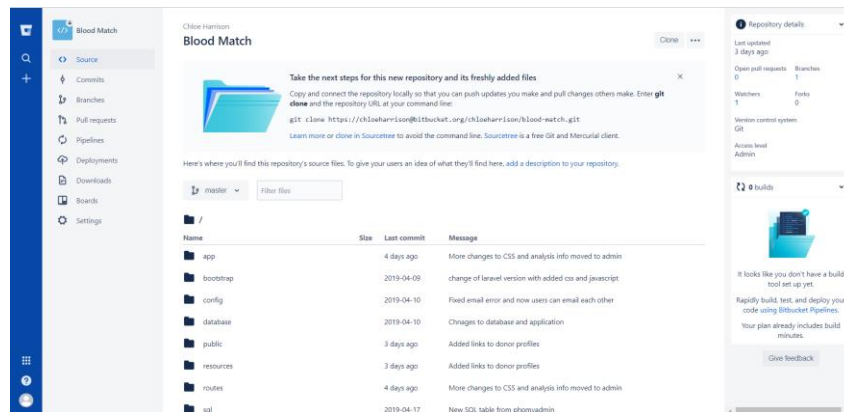 Blood Match
Source
Commits
Branches
Pull requests
Pipelines
Deployments
Downloads
Boards
Settings
Chloe Harrison
Blood Match
Clone
Take the next steps for this new repository and its freshly added files
Copy and connect the repository locally so that you can push updates you make and pull changes others make. Enter git
clone and the repository URL at your command line:
git clone https://chloeharrison@bitbucket.org/chloeharrison/blood-match.git
Learn more or clone in Sourcetree to avoid the command line. Sourcetree is a free Git and Mercurial client.
Here's where you'll find this repository's source files. To give your users an idea of what they'll find here, add a description to your repository.
master
Filter files
/
Name Size Last commit Message
app 4 days ago More changes to CSS and analysis info moved to admin
bootstrap 2019-04-09 change of laravel version with added css and javascript
config 2019-04-10 Fixed email error and now users can email each other
database 2019-04-10 Chnages to database and application
public 3 days ago Added links to donor profiles
resources 3 days ago Added links to donor profiles
routes 4 days ago More changes to CSS and analysis info moved to admin
sql 2019-04-17 New SQL table from phpmyadmin
Repository details
Last updated
3 days ago
Open pull requests Branches
0 1
Watchers Forks
1 0
Version control system
Git
Access level
Admin
0 builds
It looks like you don't have a build
tool set up yet.
Rapidly build, test, and deploy your
code using Bitbucket Pipelines.
Your plan already includes build
minutes.
Give feedback